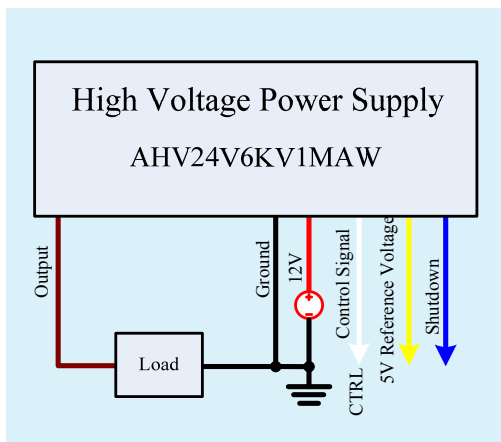 High Voltage Power Supply
AHV24V6KV1MAW
Output
Ground
12V
Control Signal
CTRL
5V Reference Voltage
Shutdown
Load